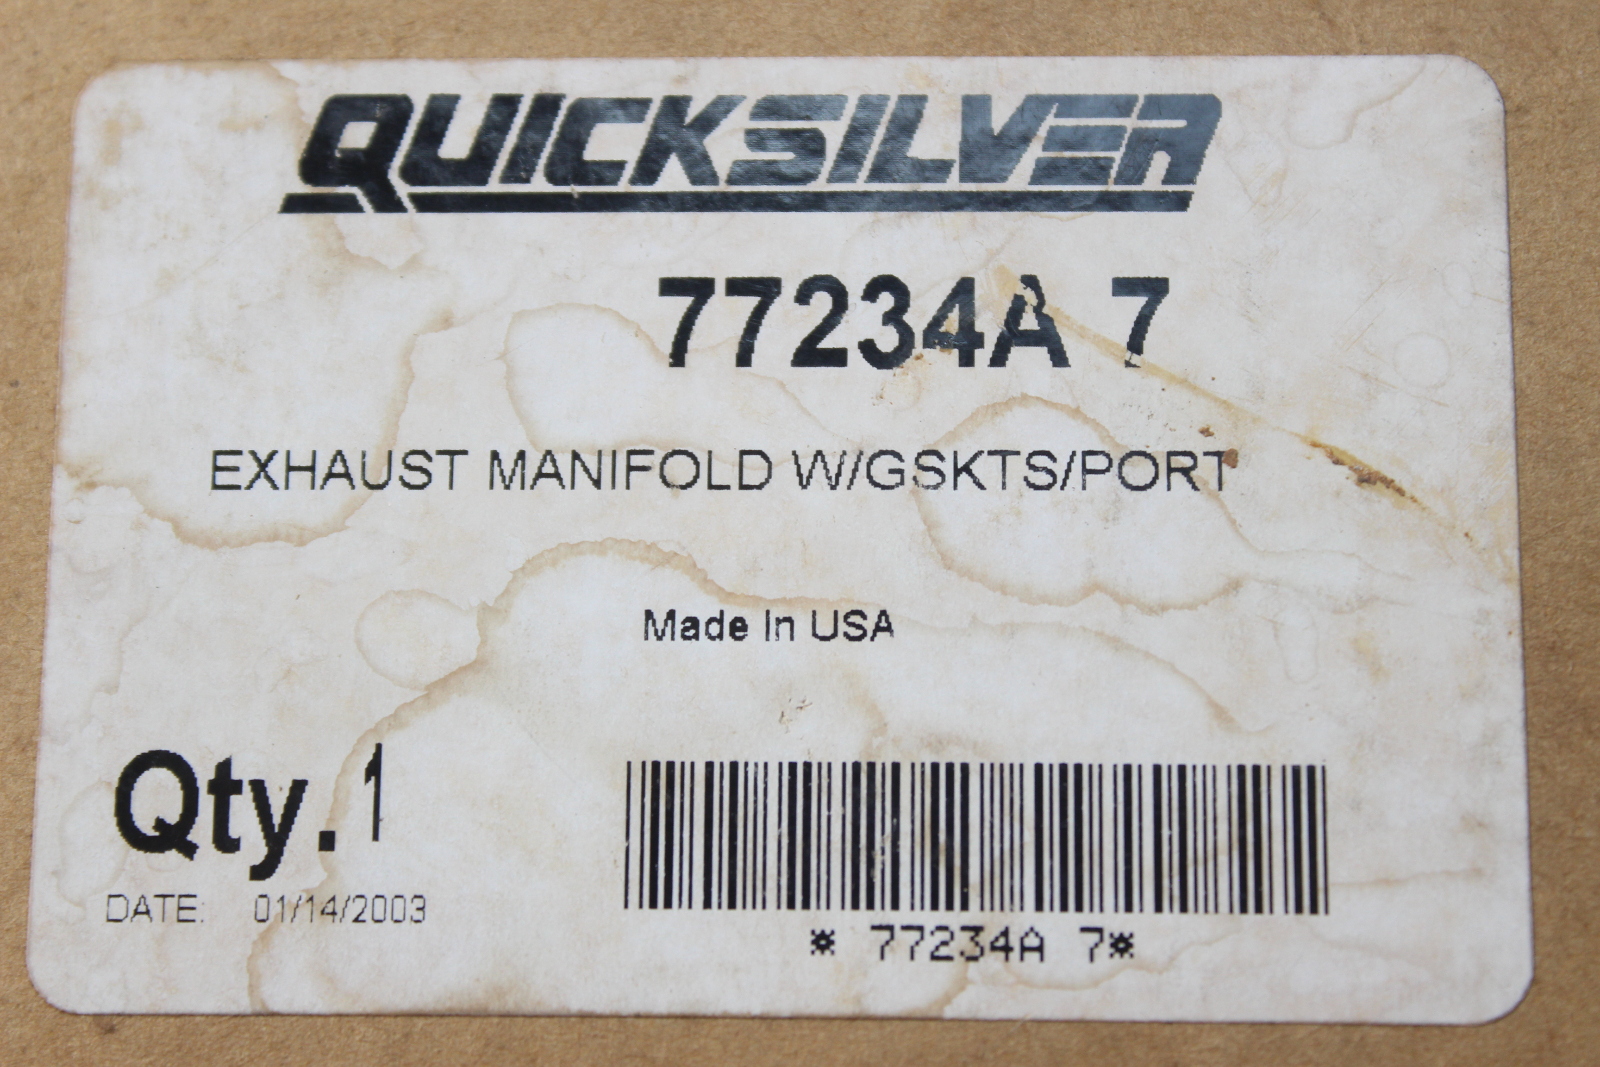 QUICKSILVER
77234A 7
EXHAUST MANIFOLD W/GSKTS/PORT
Made In USA
Qty. 1
DATE: 01/14/2003
* 77234A 7*